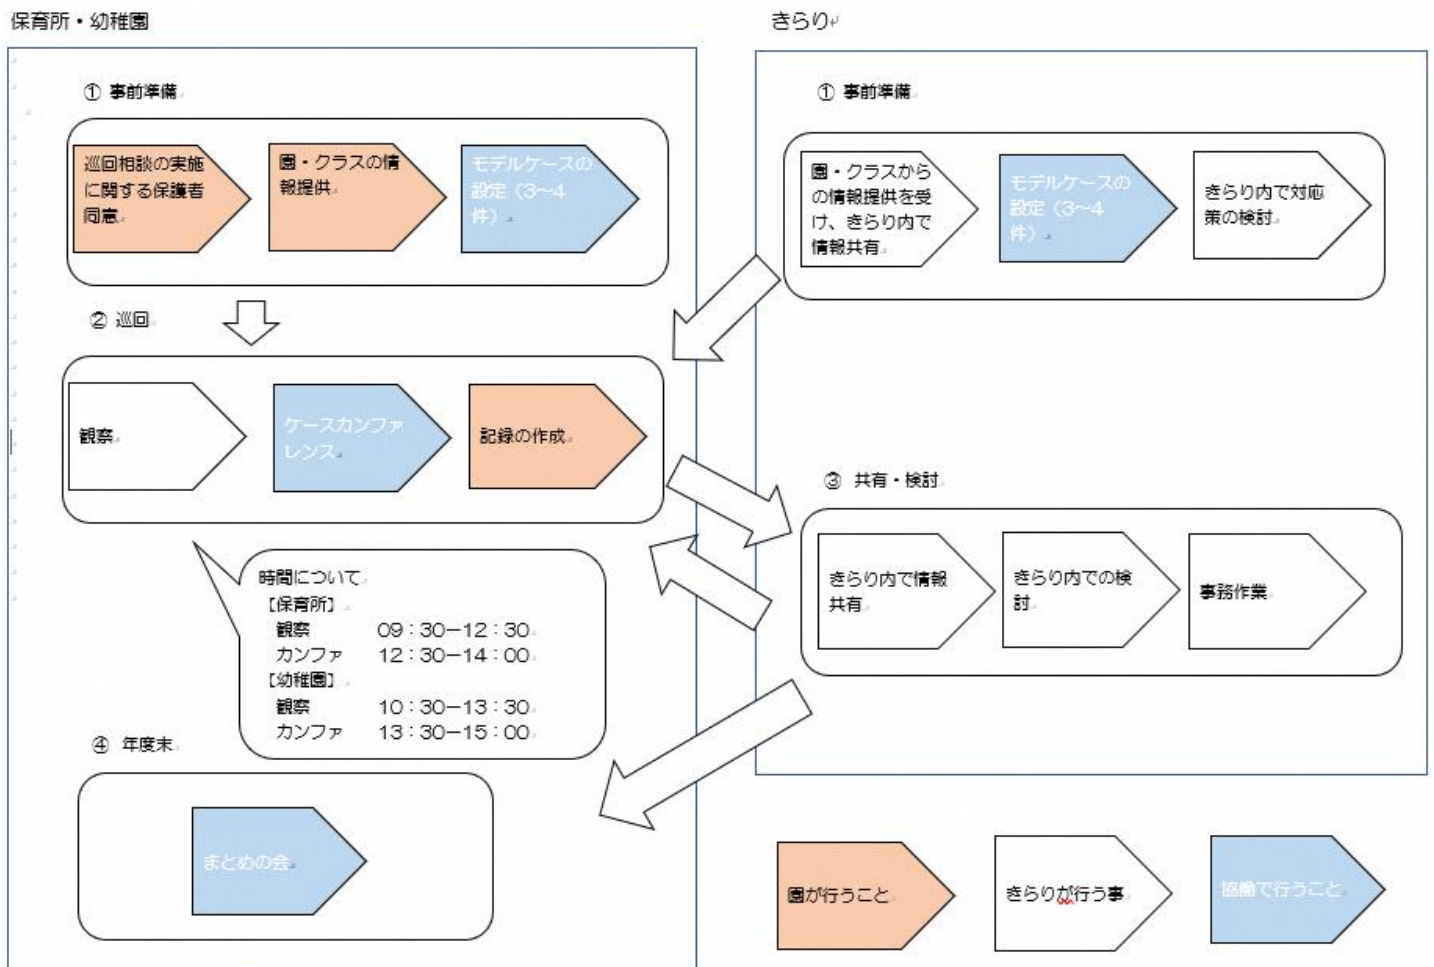 保育所・幼稚園
① 事前準備
巡回相談の実施
に関する保護者
同意
園・クラスの情
報提供
モデルケースの
設定（3～4
件）
② 巡回
観察
ケースカンファ
レンス
記録の作成
時間について
【保育所】
観察 09：30－12：30
カンファ 12：30－14：00
【幼稚園】
観察 10：30－13：30
カンファ 13：30－15：00
④ 年度末
まとめの会
きらり
① 事前準備
園・クラスから
の情報提供を受
け、きらり内で
情報共有
モデルケースの
設定（3～4
件）
きらり内で対応
策の検討
③ 共有・検討
きらり内で情報
共有
きらり内での検
討
事務作業
園が行うこと
きらりが行う事
協働で行うこと